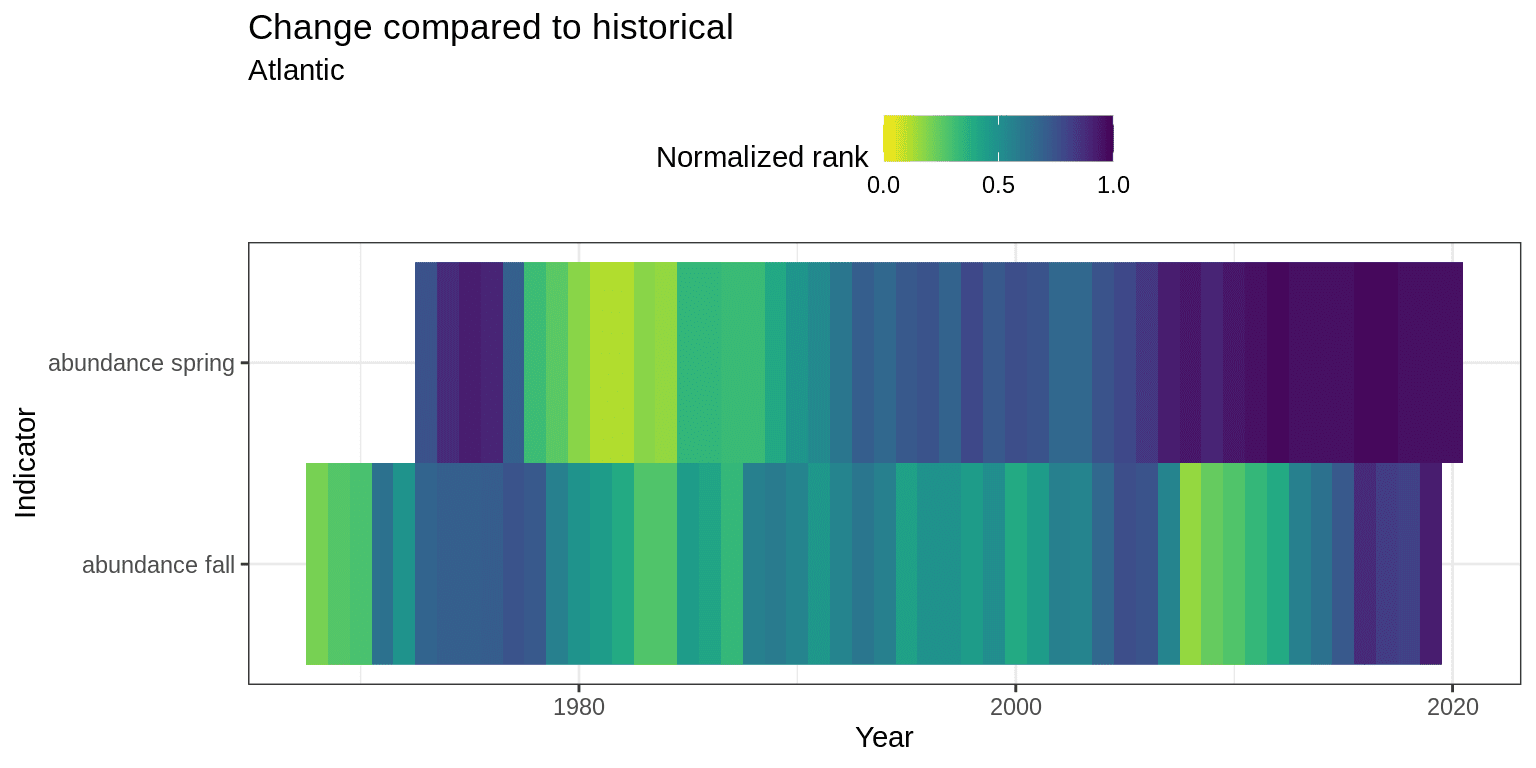 Change compared to historical
Atlantic
Normalized rank
0.0 0.5 1.0
Indicator
abundance spring
abundance fall
1980 2000 2020
Year